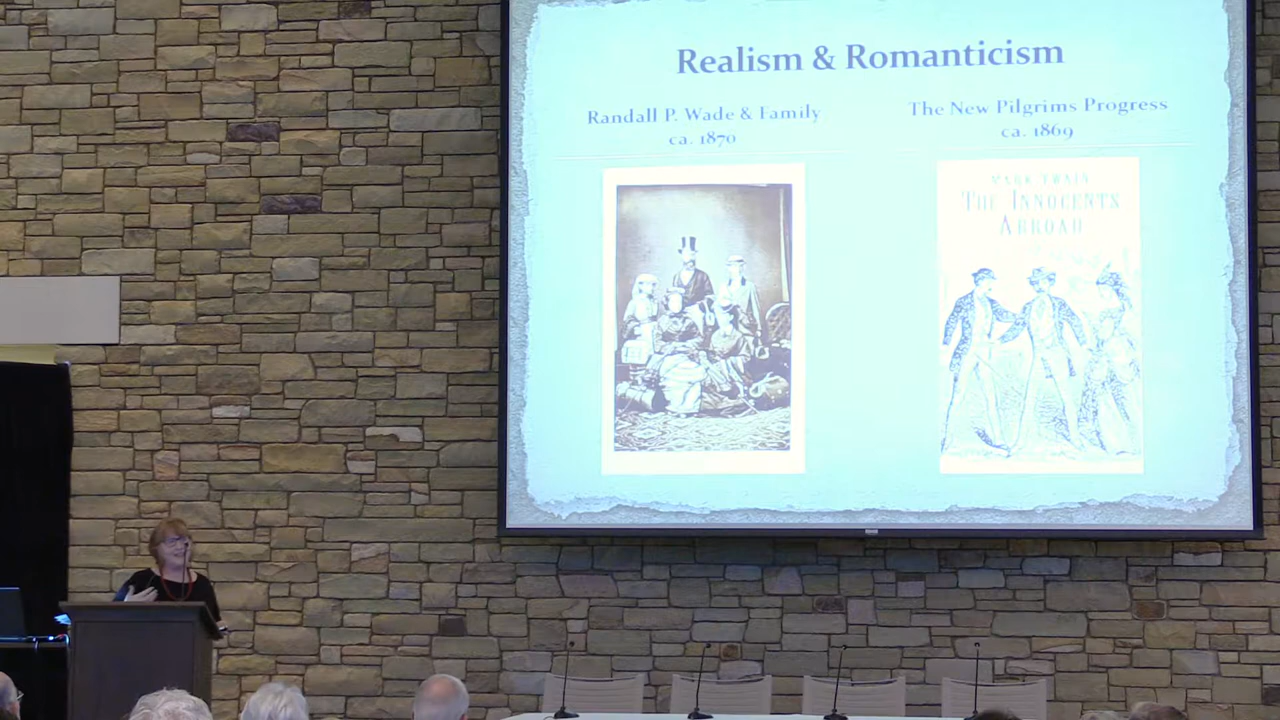 Realism & Romanticism
Randall P. Wade & Family
ca. 1870
The New Pilgrims Progress
ca. 1869
MARK TWAIN
THE INNOCENTS
ABROAD